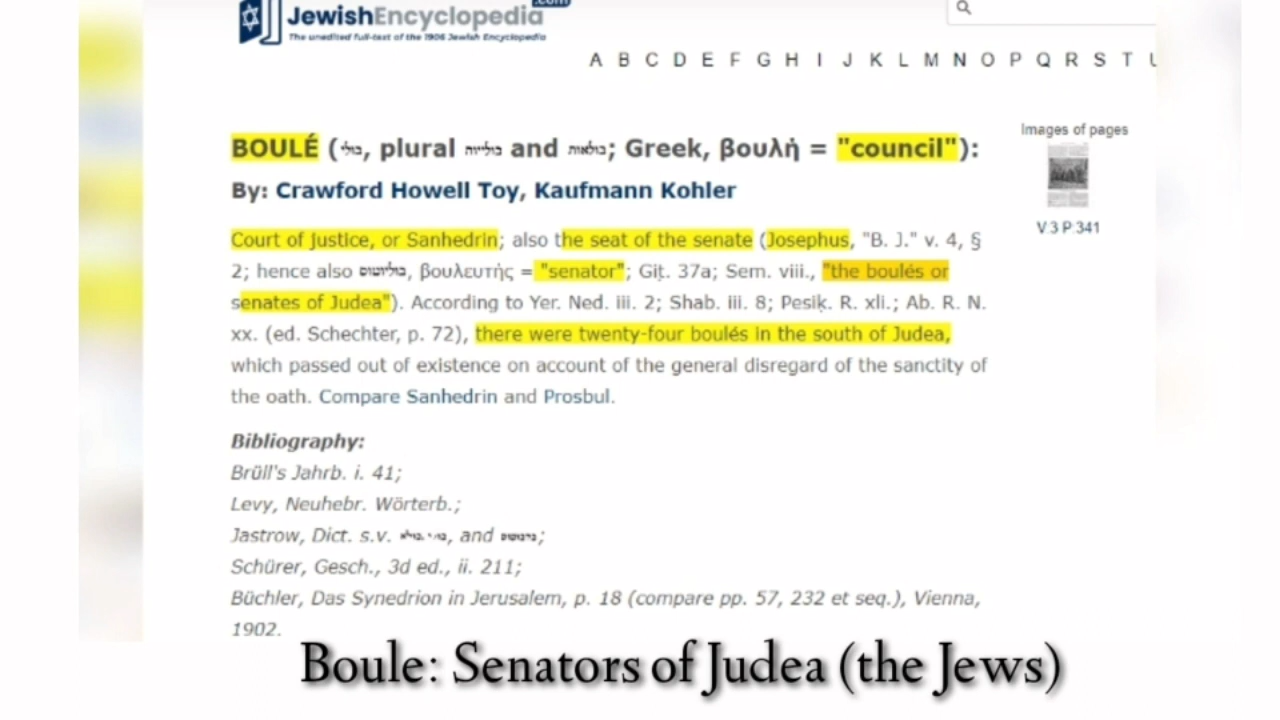 .com
JewishEncyclopedia
The unedited full-text of the 1906 Jewish Encyclopedia
A B C D E F G H I J K L M N O P Q R S T U
BOULÉ (בולי, plural בוליות and בולאות; Greek, βουλὴ = "council"):
Images of pages
By: Crawford Howell Toy, Kaufmann Kohler
V.3 P.341
Court of justice, or Sanhedrin; also the seat of the senate (Josephus, "B. J." v. 4, §
2; hence also בוליוטוס, βουλευτής = "senator"; Giṭ. 37a; Sem. viii., "the boulés or
senates of Judea"). According to Yer. Ned. iii. 2; Shab. iii. 8; Pesiḳ. R. xli.; Ab. R. N.
xx. (ed. Schechter, p. 72), there were twenty-four boulés in the south of Judea,
which passed out of existence on account of the general disregard of the sanctity of
the oath. Compare Sanhedrin and Prosbul.
Bibliography:
Brüll's Jahrb. i. 41;
Levy, Neuhebr. Wörterb.;
Jastrow, Dict. s.v. and ;
Schürer, Gesch., 3d ed., ii. 211;
Büchler, Das Synedrion in Jerusalem, p. 18 (compare pp. 57, 232 et seq.), Vienna,
1902.
Boule: Senators of Judea (the Jews)